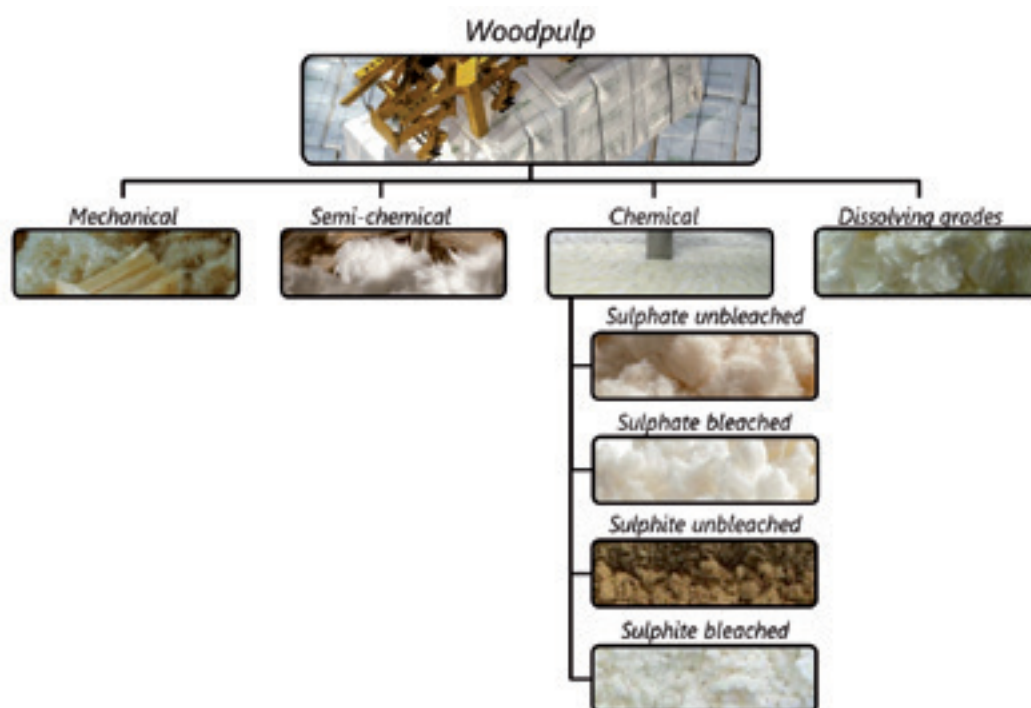 Woodpulp
Mechanical
Semi-chemical
Chemical
Dissolving grades
Sulphate unbleached
Sulphate bleached
Sulphite unbleached
Sulphite bleached